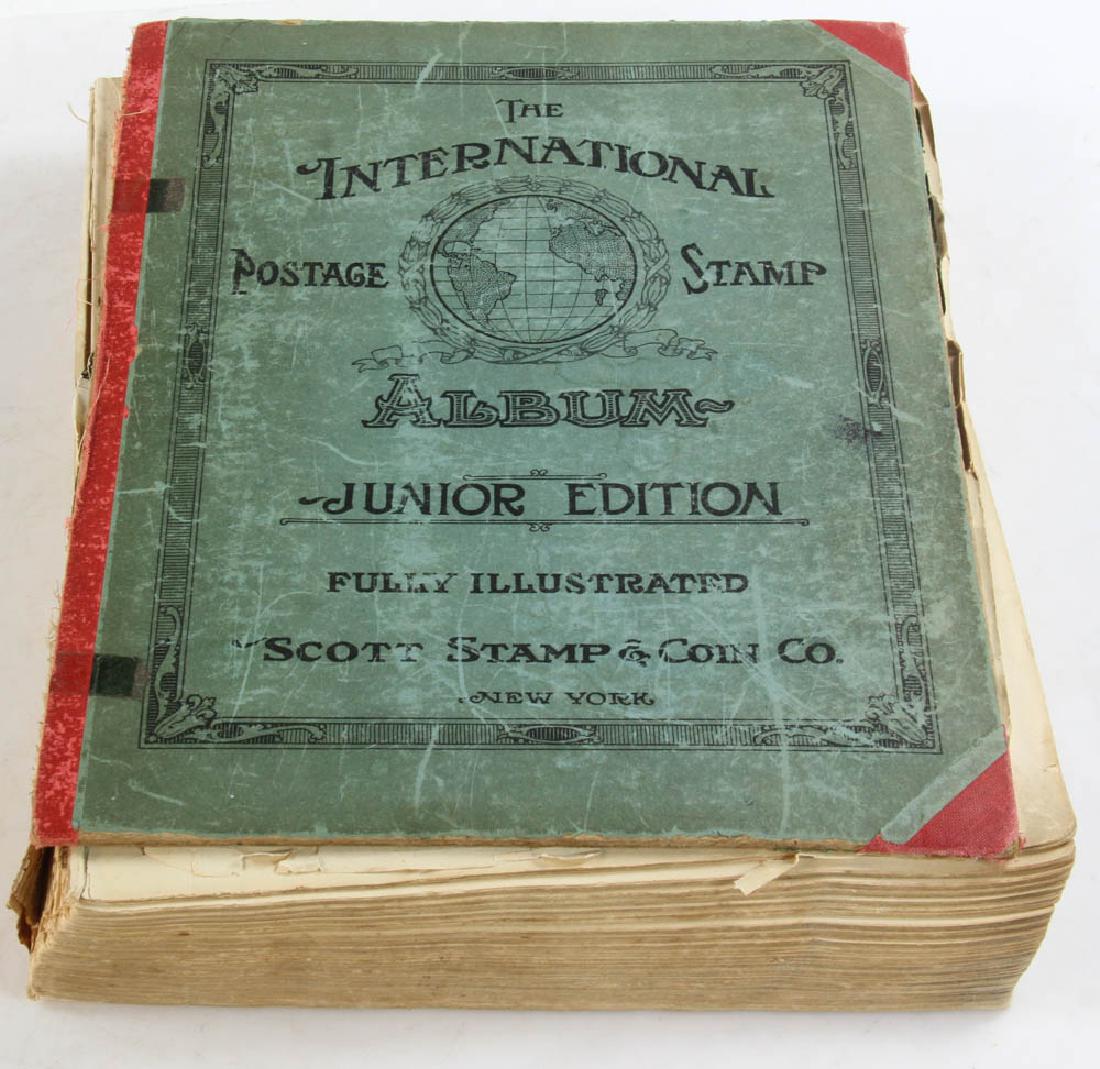 THE
INTERNATIONAL
POSTAGE STAMP
ALBUM
JUNIOR EDITION
FULLY ILLUSTRATED
SCOTT STAMP & COIN CO.
NEW YORK